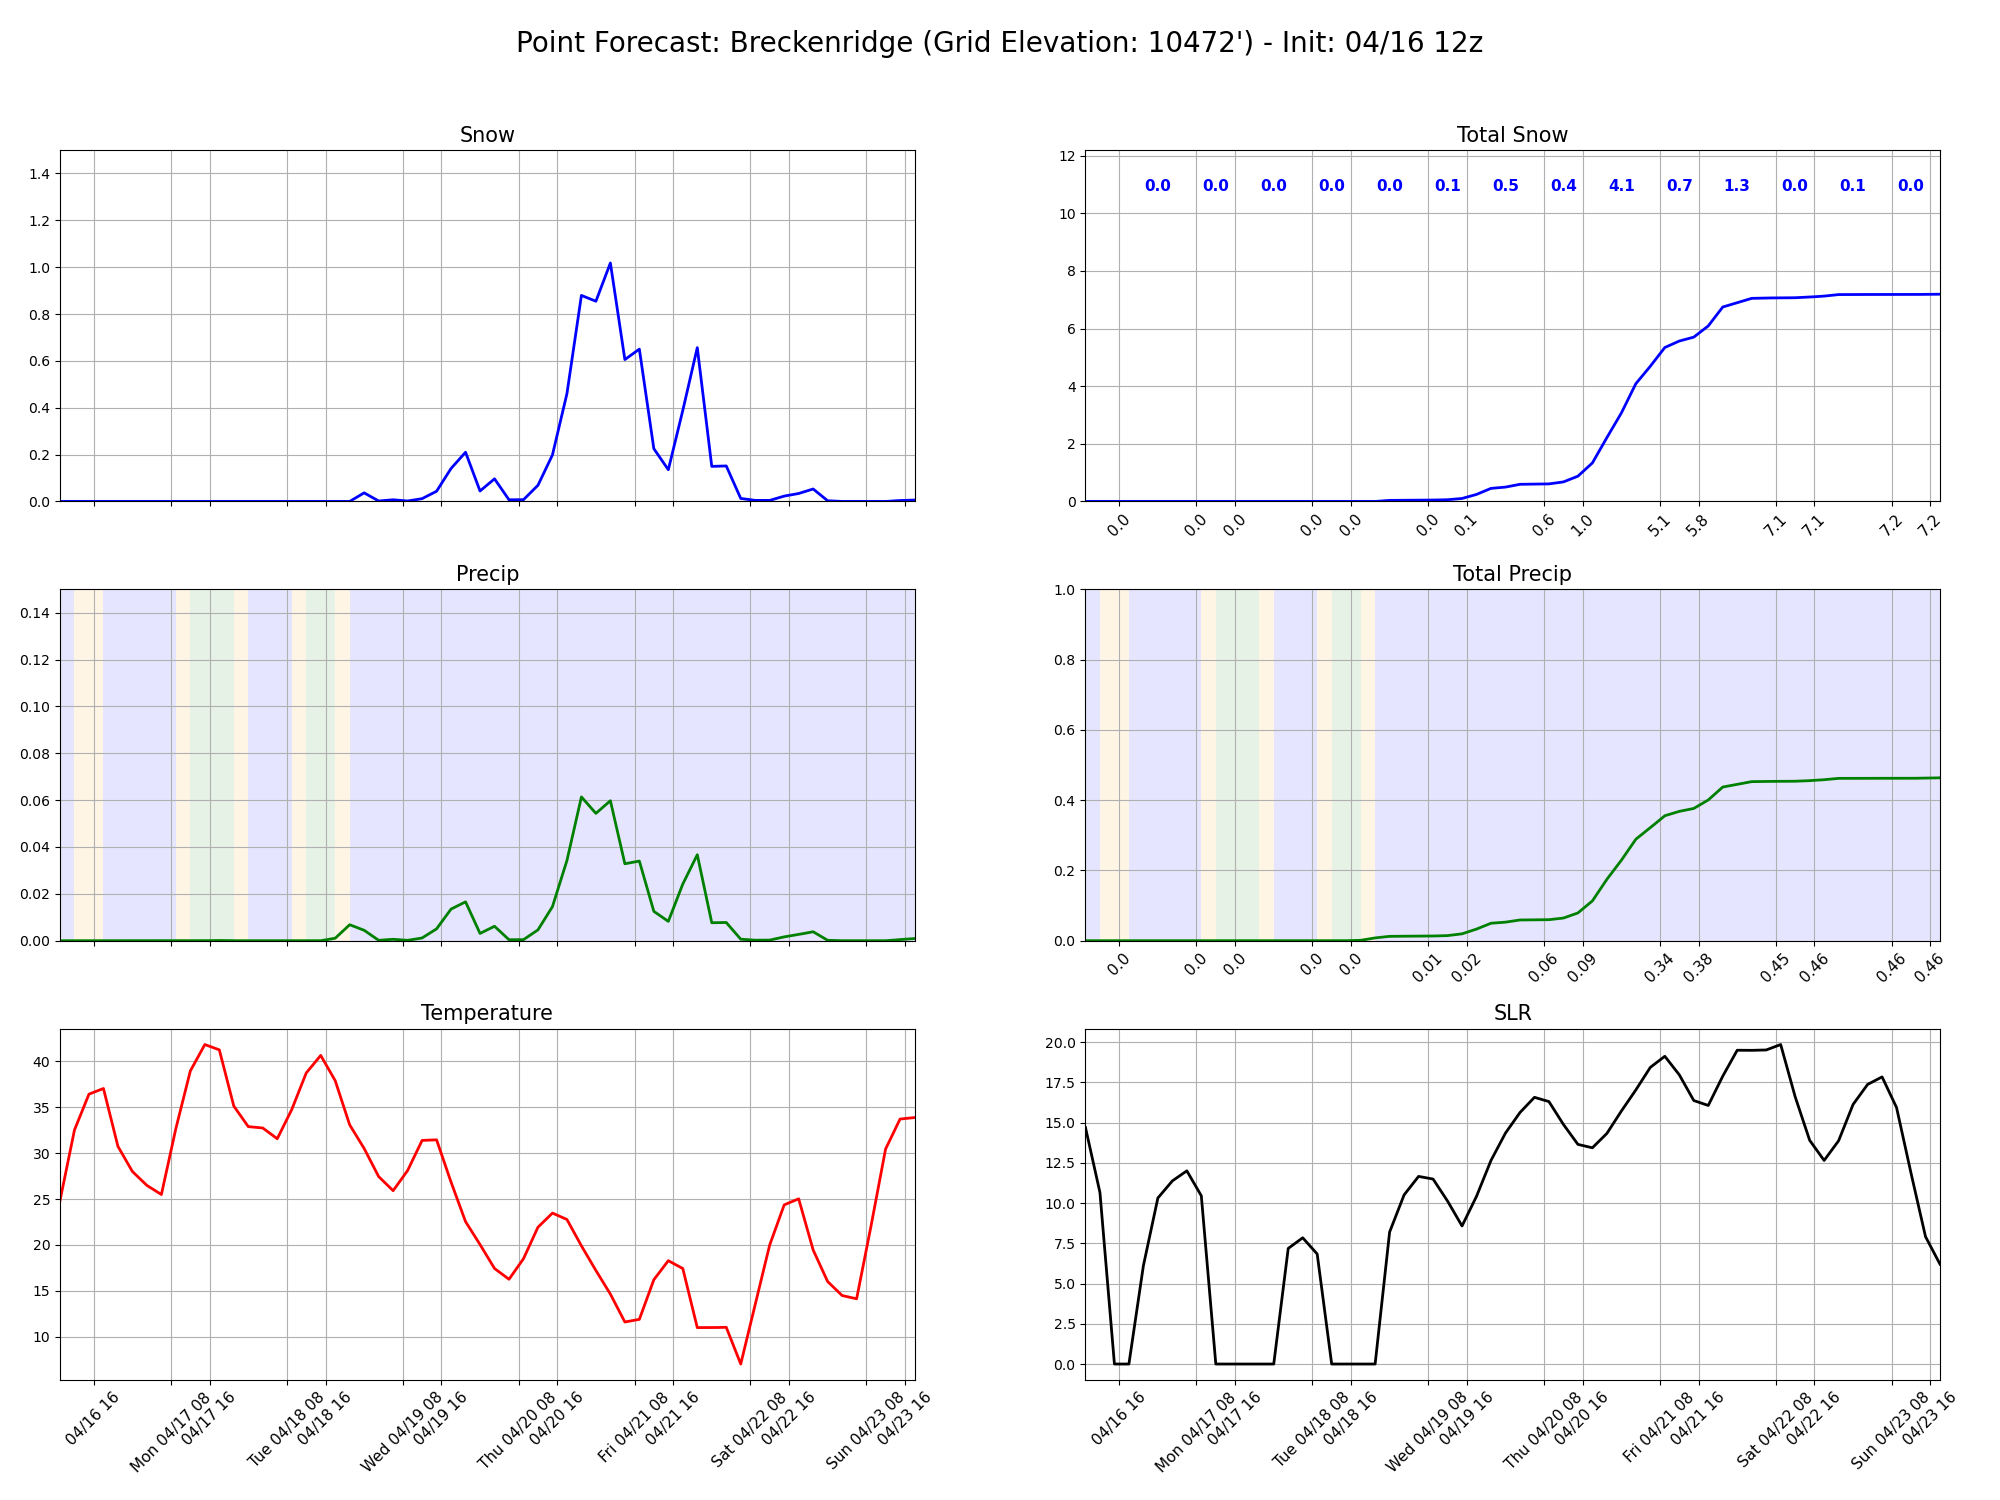 Point Forecast: Breckenridge (Grid Elevation: 10472') - Init: 04/16 12z
Snow
1.4
1.2
1.0
0.8
0.6
0.4
0.2
0.0
Total Snow
12
10
8
6
4
2
0
0.0 0.0 0.0 0.0 0.0 0.1 0.5 0.4 4.1 0.7 1.3 0.0 0.1 0.0
0.0 0.0 0.0 0.0 0.0 0.0 0.1 0.6 1.0 5.1 5.8 7.1 7.1 7.2 7.2
Precip
0.14
0.12
0.10
0.08
0.06
0.04
0.02
0.00
Total Precip
1.0
0.8
0.6
0.4
0.2
0.0
0.0 0.0 0.0 0.0 0.0 0.01 0.02 0.06 0.09 0.34 0.38 0.45 0.46 0.46 0.46
Temperature
40
35
30
25
20
15
10
04/16 16
Mon 04/17 08
04/17 16
Tue 04/18 08
04/18 16
Wed 04/19 08
04/19 16
Thu 04/20 08
04/20 16
Fri 04/21 08
04/21 16
Sat 04/22 08
04/22 16
Sun 04/23 08
04/23 16
SLR
20.0
17.5
15.0
12.5
10.0
7.5
5.0
2.5
0.0
04/16 16
Mon 04/17 08
04/17 16
Tue 04/18 08
04/18 16
Wed 04/19 08
04/19 16
Thu 04/20 08
04/20 16
Fri 04/21 08
04/21 16
Sat 04/22 08
04/22 16
Sun 04/23 08
04/23 16